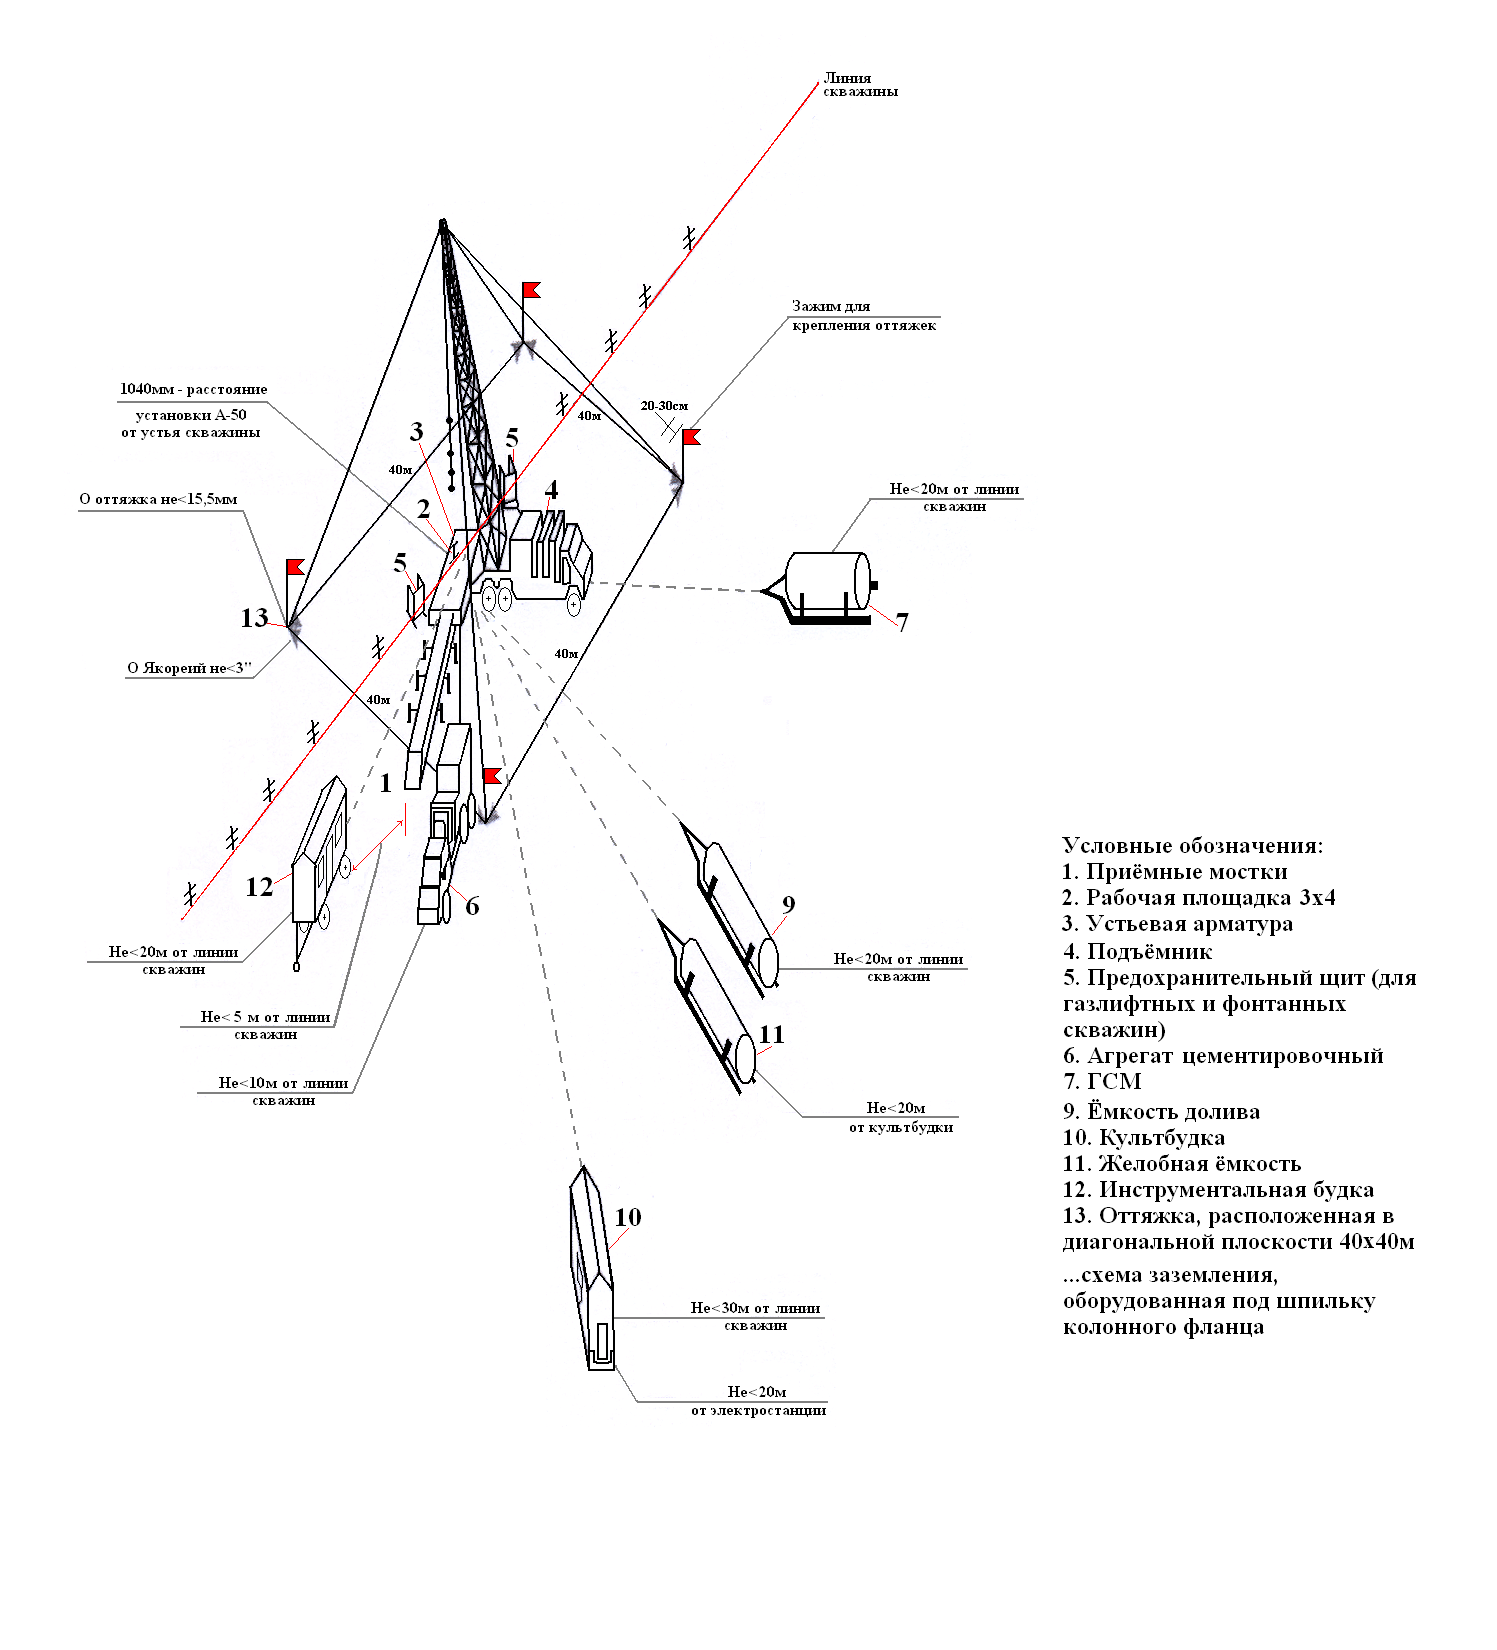 Линия
скважины
Зажим для
крепления оттяжек
1040мм - расстояние
установки А-50
от устья скважины
20-30см
40м
3
5
40м
4
2
О оттяжка не<15,5мм
Не<20м от линии
скважин
5
13
7
40м
О Якореий не<3"
40м
1
12
6
9
Не<20м от линии
скважин
Не<20м от линии
скважин
Не< 5 м от линии
скважин
11
Не<10м от линии
скважин
Не<20м
от культбудки
10
Не<30м от линии
скважин
Не<20м
от электростанции
Условные обозначения:
1. Приёмные мостки
2. Рабочая площадка 3х4
3. Устьевая арматура
4. Подъёмник
5. Предохранительный щит (для
газлифтных и фонтанных
скважин)
6. Агрегат цементировочный
7. ГСМ
9. Ёмкость долива
10. Культбудка
11. Желобная ёмкость
12. Инструментальная будка
13. Оттяжка, расположенная в
диагональной плоскости 40х40м
...схема заземления,
оборудованная под шпильку
колонного фланца